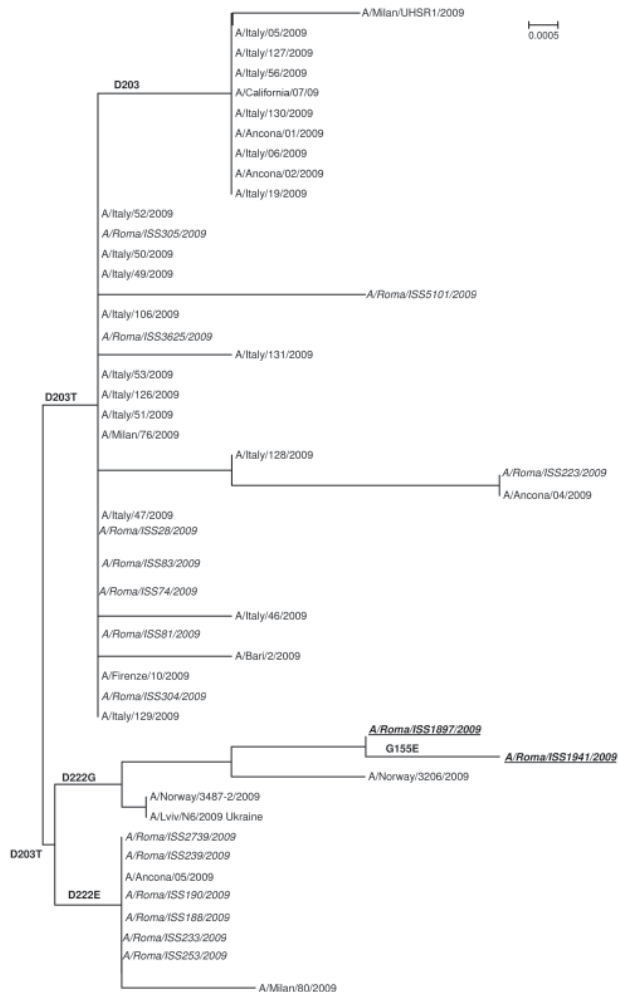 A/Milan/UHSR1/2009
0.0005
A/Italy/05/2009
A/Italy/127/2009
A/Italy/56/2009
D203
A/California/07/09
A/Italy/130/2009
A/Ancona/01/2009
A/Italy/06/2009
A/Ancona/02/2009
A/Italy/19/2009
A/Italy/52/2009
A/Roma/ISS305/2009
A/Italy/50/2009
A/Italy/49/2009
A/Roma/ISS5101/2009
A/Italy/106/2009
A/Roma/ISS3625/2009
A/Italy/131/2009
A/Italy/53/2009
D203T
A/Italy/126/2009
A/Italy/51/2009
A/Milan/76/2009
A/Italy/128/2009
A/Roma/ISS223/2009
A/Ancona/04/2009
A/Italy/47/2009
A/Roma/ISS28/2009
A/Roma/ISS83/2009
A/Roma/ISS74/2009
A/Italy/46/2009
A/Roma/ISS81/2009
A/Bari/2/2009
A/Firenze/10/2009
A/Roma/ISS304/2009
A/Italy/129/2009
A/Roma/ISS1897/2009
G155E
A/Roma/ISS1941/2009
D222G
A/Norway/3206/2009
A/Norway/3487-2/2009
A/Lviv/N6/2009 Ukraine
A/Roma/ISS2739/2009
D203T
A/Roma/ISS239/2009
A/Ancona/05/2009
D222E
A/Roma/ISS190/2009
A/Roma/ISS188/2009
A/Roma/ISS233/2009
A/Roma/ISS253/2009
A/Milan/80/2009